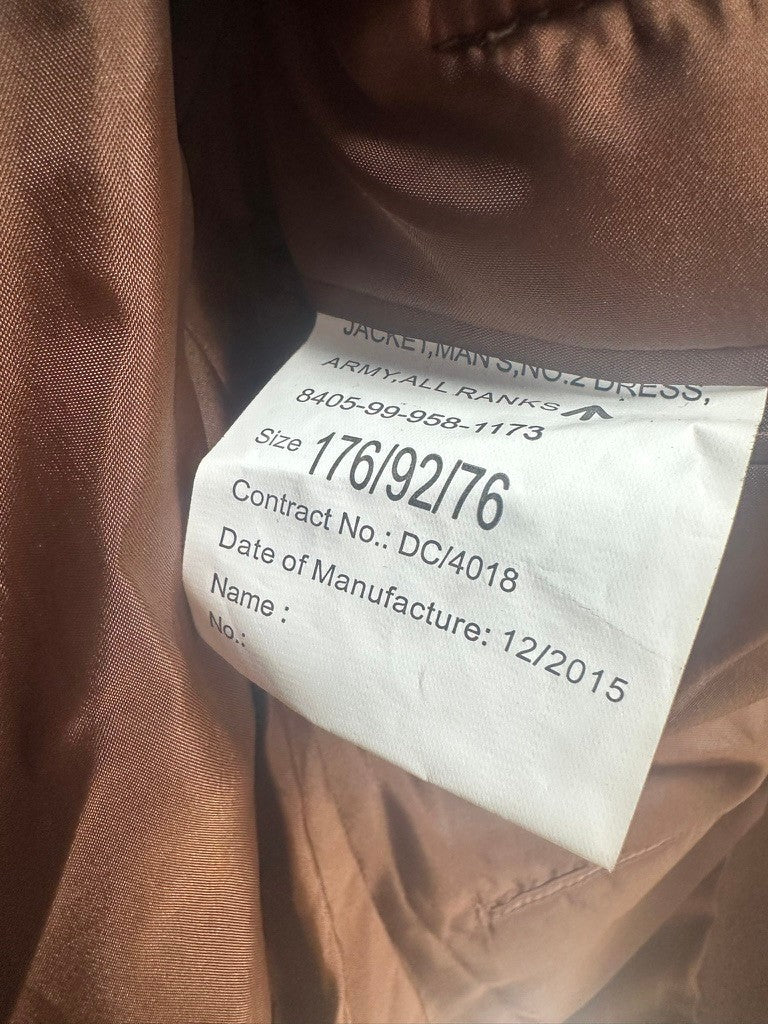 JACKET,MAN'S,NO.2 DRESS,
ARMY,ALL RANKS
8405-99-958-1173
Size 176/92/76
Contract No.: DC/4018
Date of Manufacture: 12/2015
Name :
No.: